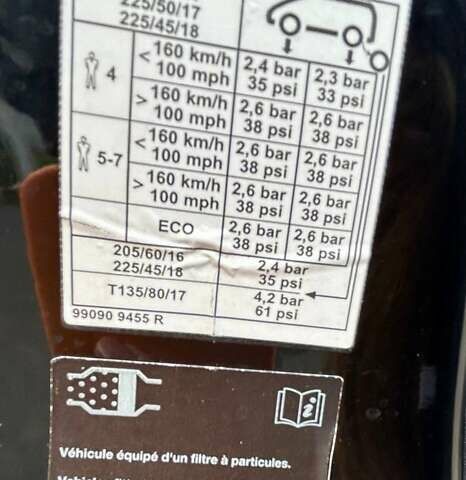 225/50/17
225/45/18
4
< 160 km/h
100 mph
2,4 bar
35 psi
2,3 bar
33 psi
> 160 km/h
100 mph
2,6 bar
38 psi
2,6 bar
38 psi
5-7
< 160 km/h
100 mph
2,6 bar
38 psi
2,6 bar
38 psi
> 160 km/h
100 mph
2,6 bar
38 psi
2,6 bar
38 psi
ECO
2,6 bar
38 psi
2,6 bar
38 psi
205/60/16
225/45/18
2,4 bar
35 psi
T135/80/17
4,2 bar
61 psi
99090 9455 R
i
Véhicule équipé d'un filtre à particules.